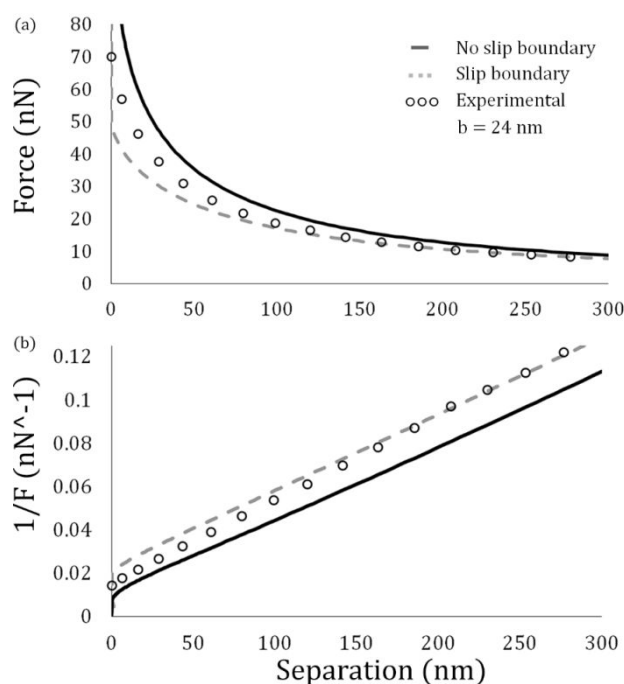 (a)
80
70
60
50
40
30
20
10
0
Force (nN)
No slip boundary
Slip boundary
Experimental
b = 24 nm
0 50 100 150 200 250 300
(b)
0.12
0.1
0.08
0.06
0.04
0.02
0
1/F (nN^-1)
0 50 100 150 200 250 300
Separation (nm)